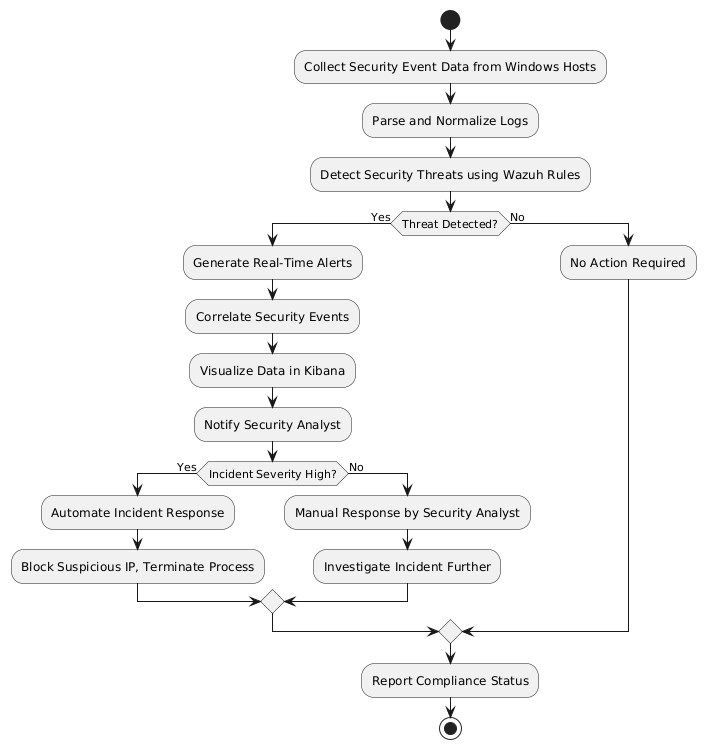 Collect Security Event Data from Windows Hosts
Parse and Normalize Logs
Detect Security Threats using Wazuh Rules
Yes
Threat Detected?
No
Generate Real-Time Alerts
No Action Required
Correlate Security Events
Visualize Data in Kibana
Notify Security Analyst
Yes
Incident Severity High?
No
Automate Incident Response
Manual Response by Security Analyst
Block Suspicious IP, Terminate Process
Investigate Incident Further
Report Compliance Status